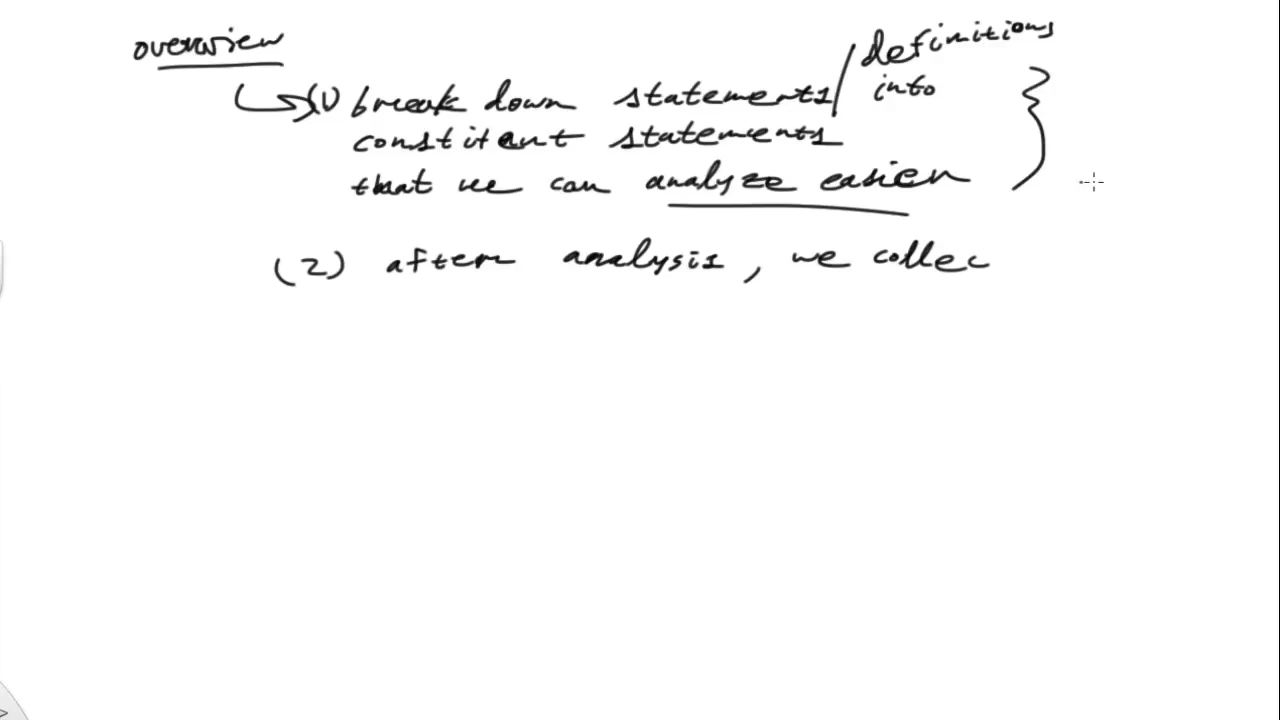 overview
(1) break down statements / definitions
into
constituent statements
that we can analyze easier
(2) after analysis, we collec